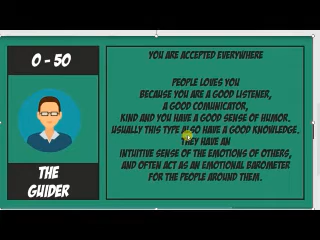 0 - 50
THE
GUIDER
YOU ARE ACCEPTED EVERYWHERE
PEOPLE LOVES YOU
BECAUSE YOU ARE A GOOD LISTENER,
A GOOD COMUNICATOR,
KIND AND YOU HAVE A GOOD SENSE OF HUMOR.
USUALLY THIS TYPE ALSO HAVE A GOOD KNOWLEDGE.
THEY HAVE AN
INTUITIVE SENSE OF THE EMOTIONS OF OTHERS,
AND OFTEN ACT AS AN EMOTIONAL BAROMETER
FOR THE PEOPLE AROUND THEM.